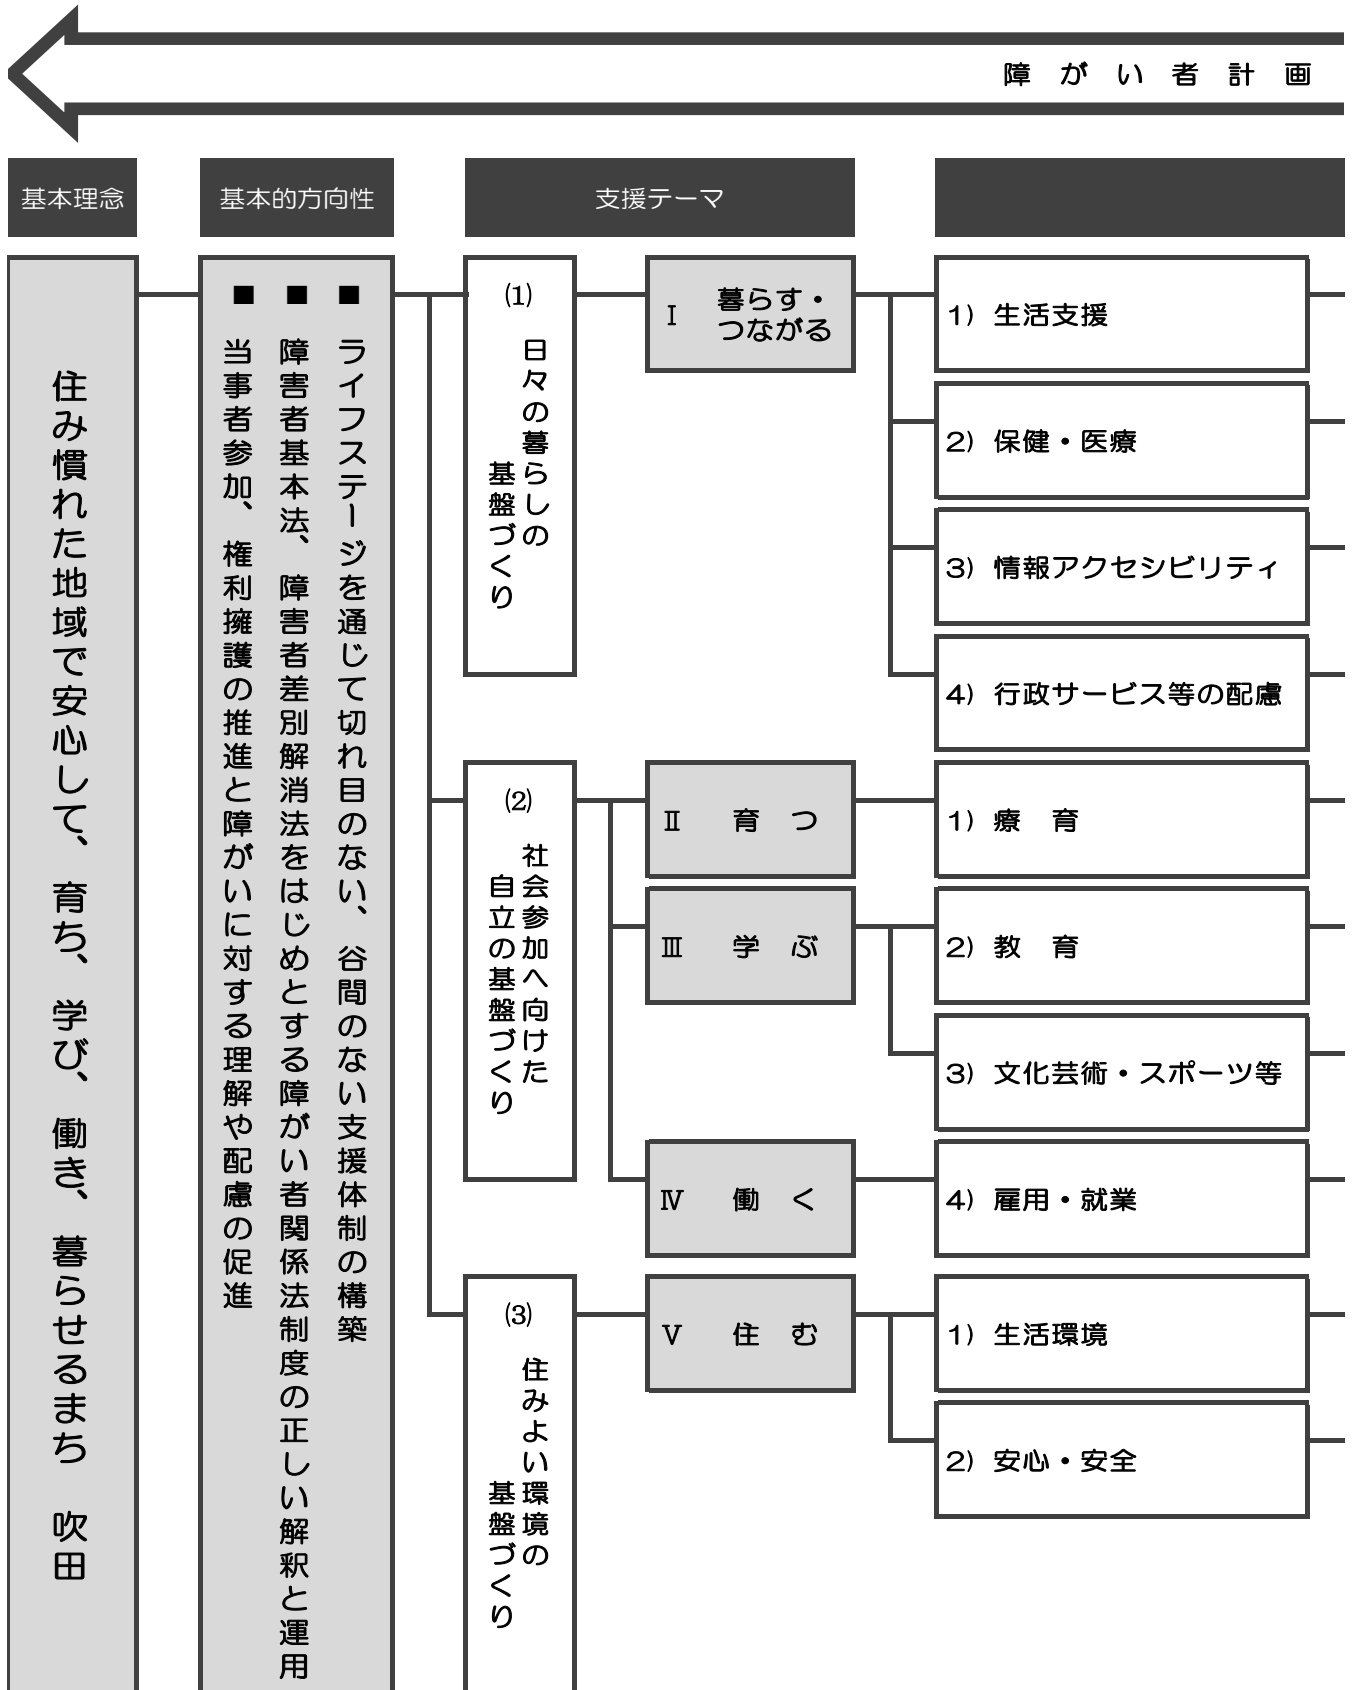 障がい者計画
基本理念
基本的方向性
支援テーマ
住み慣れた地域で安心して、育ち、学び、働き、暮らせるまち　吹田
■ ライフステージを通じて切れ目のない、谷間のない支援体制の構築
■ 障害者基本法、障害者差別解消法をはじめとする障がい者関係法制度の正しい解釈と運用
■ 当事者参加、権利擁護の推進と障がいに対する理解や配慮の促進
(1)
日々の暮らしの
基盤づくり
Ⅰ 暮らす・
つながる
1) 生活支援
2) 保健・医療
3) 情報アクセシビリティ
4) 行政サービス等の配慮
(2)
社会参加へ向けた
自立の基盤づくり
Ⅱ 育つ
1) 療育
Ⅲ 学ぶ
2) 教育
3) 文化芸術・スポーツ等
Ⅳ 働く
4) 雇用・就業
(3)
住みよい環境の
基盤づくり
Ⅴ 住む
1) 生活環境
2) 安心・安全